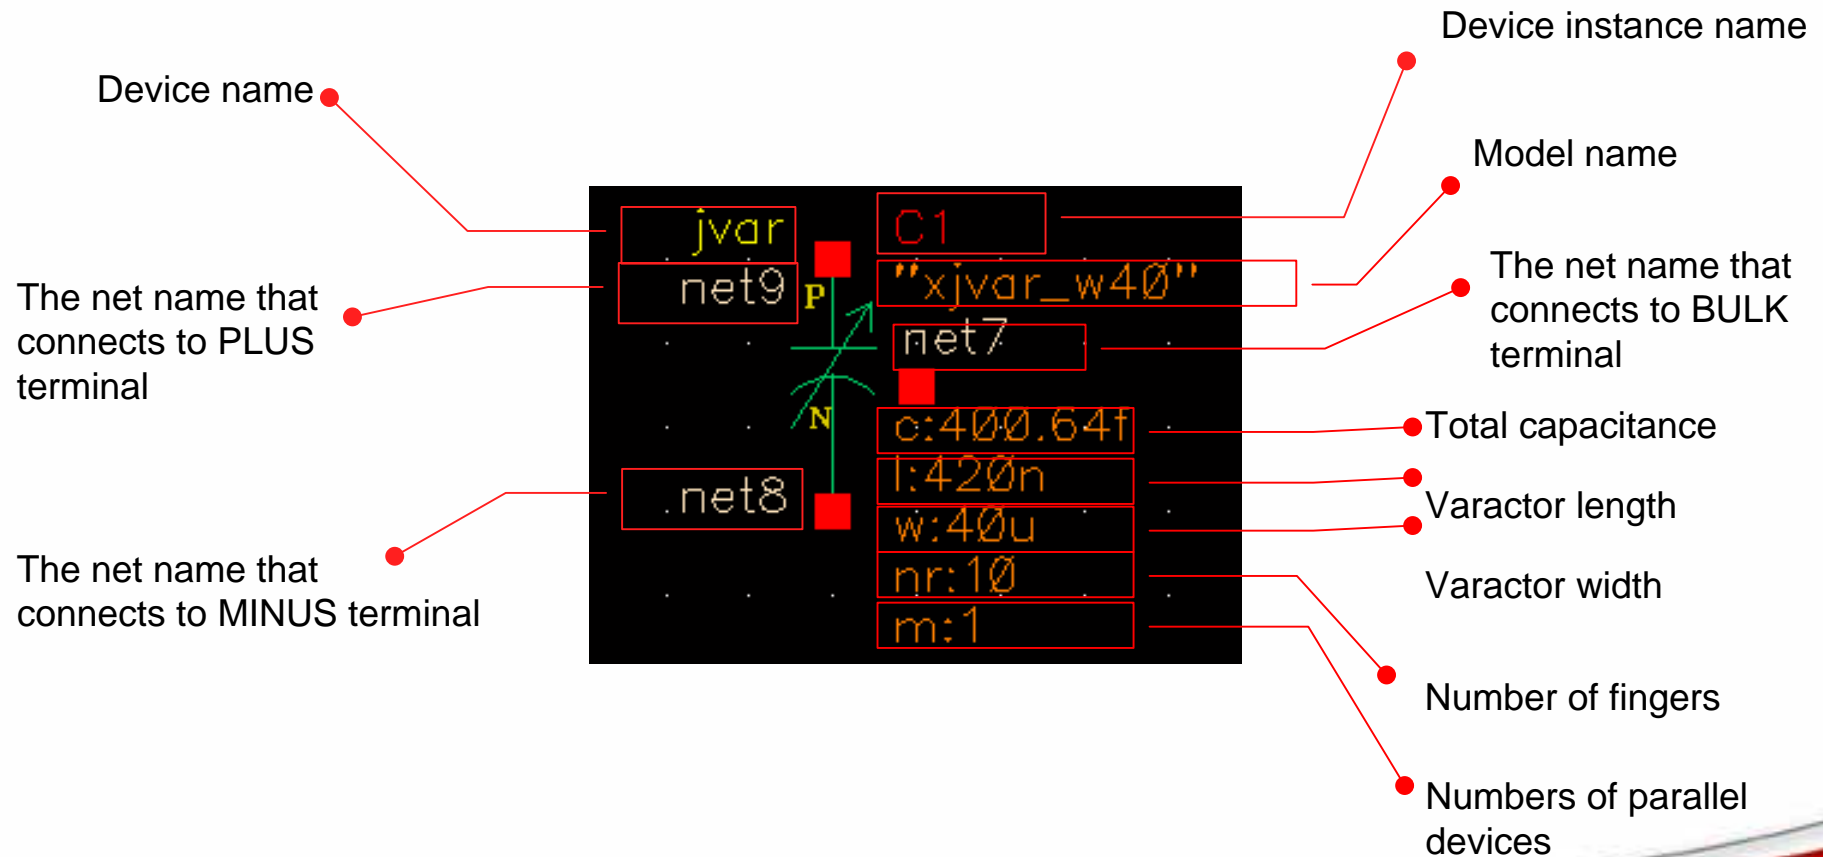 Device instance name
Device name
Model name
jvar
C1
"xjvar_w40"
The net name that
connects to BULK
terminal
net9
P
The net name that
connects to PLUS
terminal
net7
N
c:400.64f
Total capacitance
l:420n
.net8
Varactor length
w:40u
The net name that
connects to MINUS terminal
nr:10
Varactor width
m:1
Number of fingers
Numbers of parallel
devices